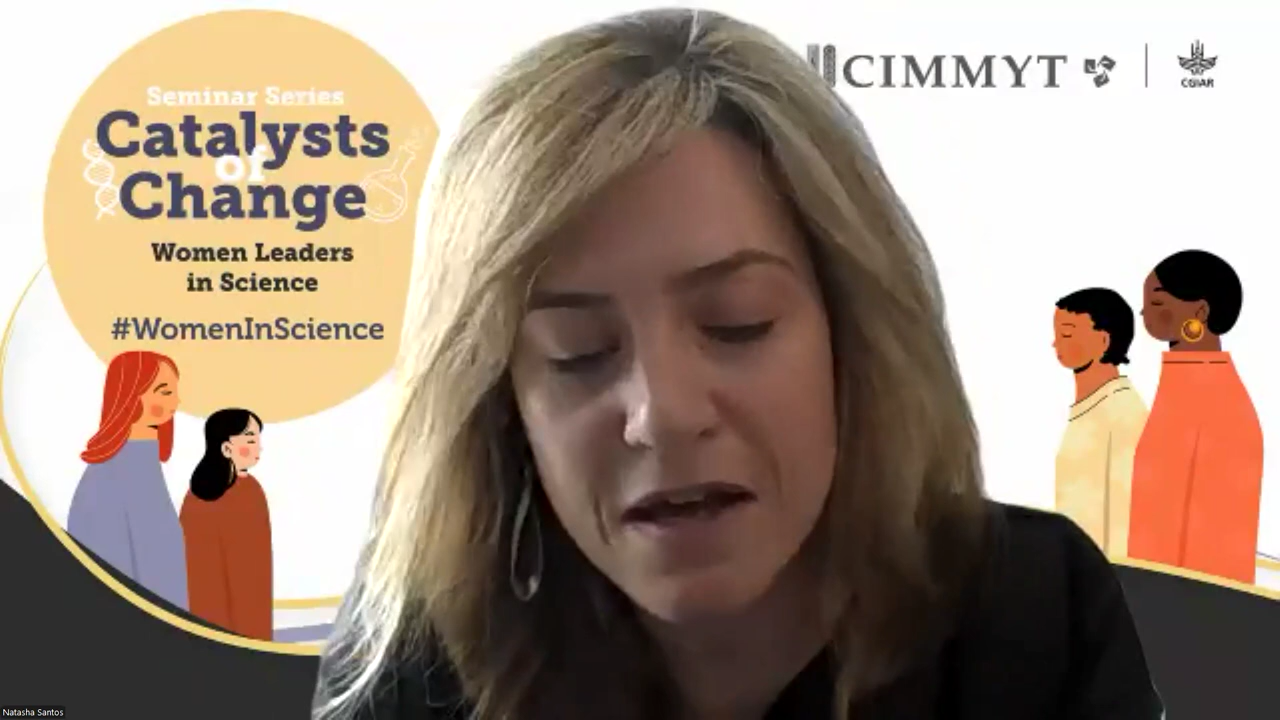 Seminar Series
Catalysts
of
Change
Women Leaders
in Science
#WomenInScience
CIMMYT
CGIAR
Natasha Santos